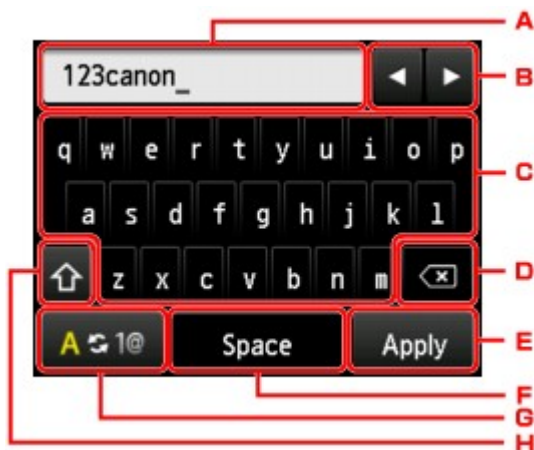 A
123canon_ ◀ ▶ B
q w e r t y u i o p
C
a s d f g h j k l
z x c v b n m D
A 1@ Space Apply E
F
G
H